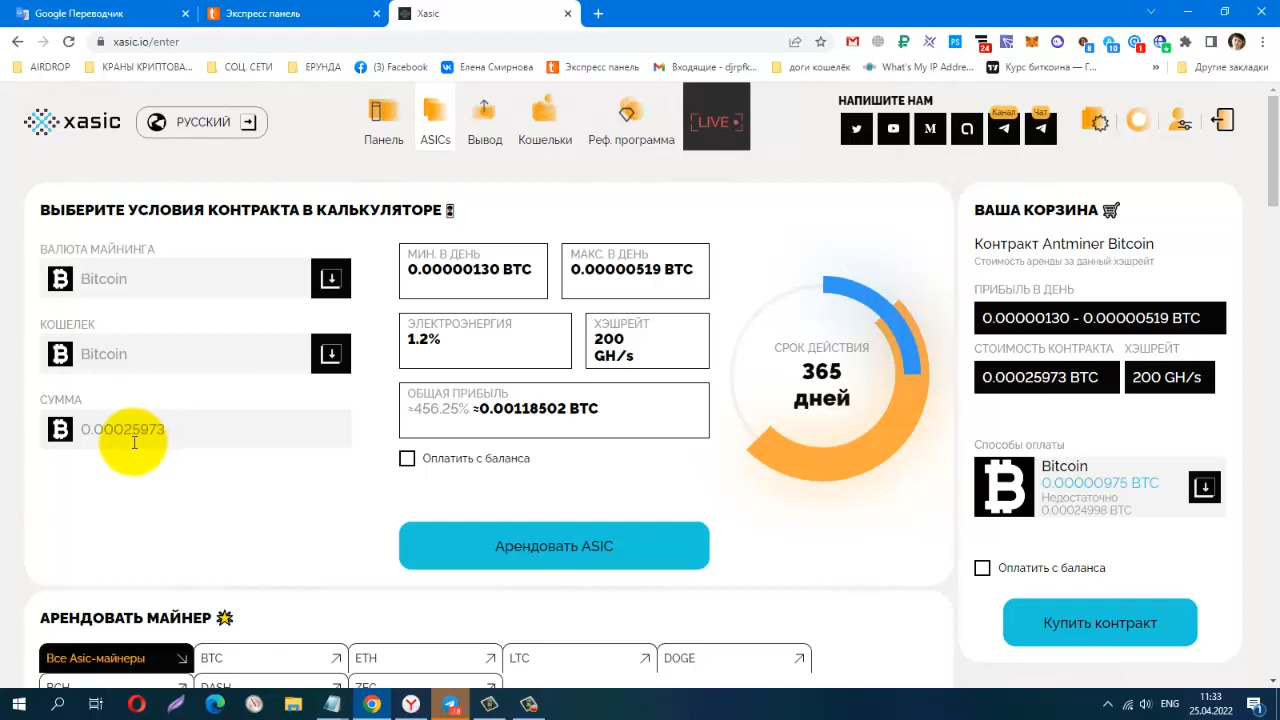 Google Переводчик
Экспресс панель
Xasic
xasic.io/enter
AIRDROP
КРАНЫ КРИПТОВА...
СОЦ. СЕТИ
ЕРУНДА
(3) Facebook
Елена Смирнова
Экспресс панель
Входящие - djrpfk...
доги кошелёк
What's My IP Addre...
Курс биткоина — Г...
»
Другие закладки
xasic
РУССКИЙ
Панель
ASICs
Вывод
Кошельки
Реф. программа
LIVE
НАПИШИТЕ НАМ
Канал
Чат
ВЫБЕРИТЕ УСЛОВИЯ КОНТРАКТА В КАЛЬКУЛЯТОРЕ
ВАЛЮТА МАЙНИНГА
Bitcoin
КОШЕЛЕК
Bitcoin
СУММА
0.00025973
МИН. В ДЕНЬ
0.00000130 BTC
МАКС. В ДЕНЬ
0.00000519 BTC
ЭЛЕКТРОЭНЕРГИЯ
1.2%
ХЭШРЕЙТ
200
GH/s
ОБЩАЯ ПРИБЫЛЬ
≈456.25% ≈0.00118502 BTC
Оплатить с баланса
Арендовать ASIC
СРОК ДЕЙСТВИЯ
365
дней
ВАША КОРЗИНА
Контракт Antminer Bitcoin
Стоимость аренды за данный хэшрейт
ПРИБЫЛЬ В ДЕНЬ
0.00000130 - 0.00000519 BTC
СТОИМОСТЬ КОНТРАКТА
ХЭШРЕЙТ
0.00025973 BTC
200 GH/s
Способы оплаты
Bitcoin
0.00000975 BTC
Недостаточно
0.00024998 BTC
Оплатить с баланса
Купить контракт
АРЕНДОВАТЬ МАЙНЕР
Все Asic-майнеры
BTC
ETH
LTC
DOGE
BCH
DASH
ZEC
ENG
11:33
25.04.2022